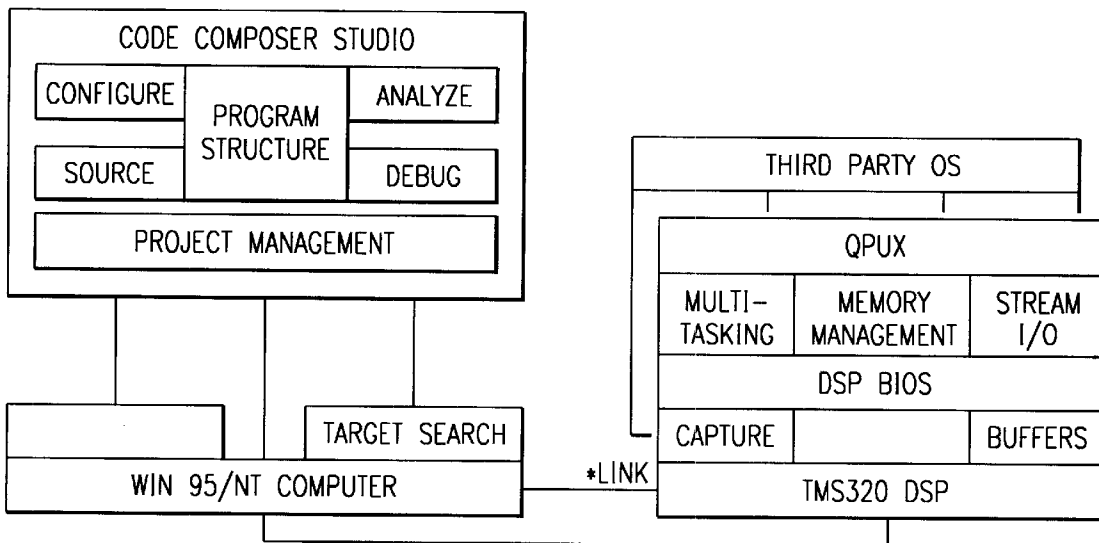 CODE COMPOSER STUDIO
CONFIGURE
PROGRAM
STRUCTURE
ANALYZE
SOURCE
DEBUG
PROJECT MANAGEMENT
TARGET SEARCH
WIN 95/NT COMPUTER
*LINK
THIRD PARTY OS
QPUX
MULTI-
TASKING
MEMORY
MANAGEMENT
STREAM
I/O
DSP BIOS
CAPTURE
BUFFERS
TMS320 DSP